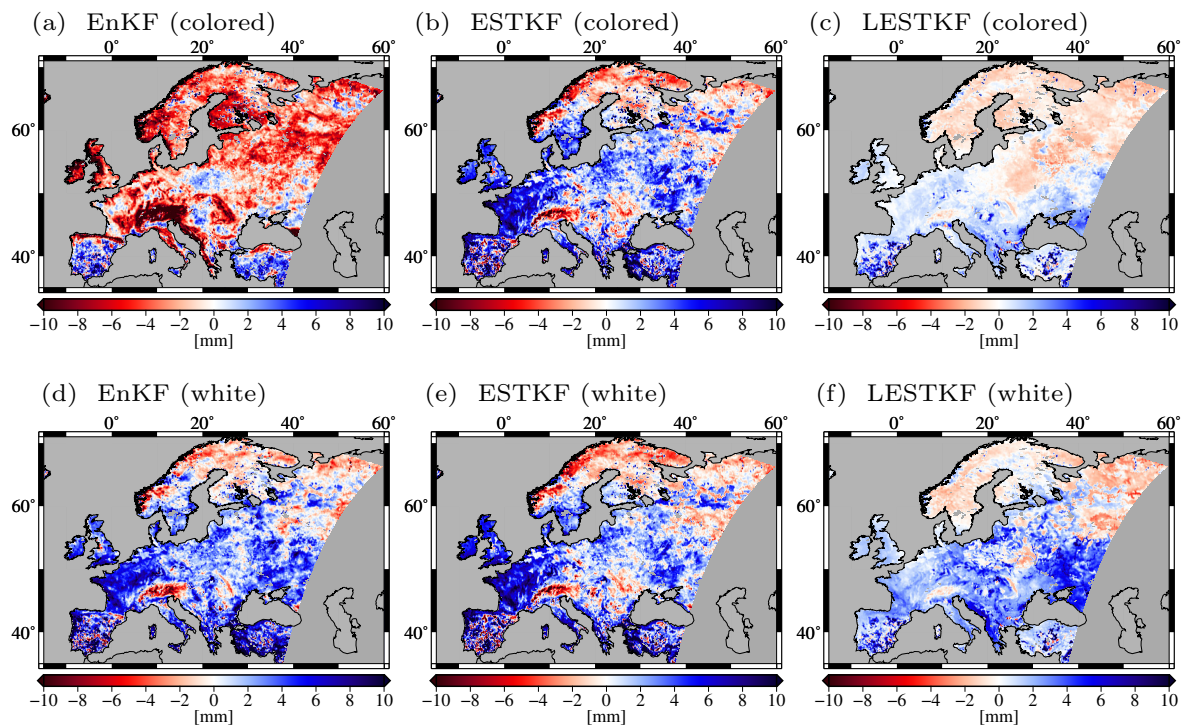 (a) EnKF (colored)
(b) ESTKF (colored)
(c) LESTKF (colored)
0° 20° 40° 60°
0° 20° 40° 60°
0° 20° 40° 60°
60°
40°
60°
40°
60°
40°
−10 −8 −6 −4 −2 0 2 4 6 8 10
[mm]
−10 −8 −6 −4 −2 0 2 4 6 8 10
[mm]
−10 −8 −6 −4 −2 0 2 4 6 8 10
[mm]
(d) EnKF (white)
(e) ESTKF (white)
(f) LESTKF (white)
0° 20° 40° 60°
0° 20° 40° 60°
0° 20° 40° 60°
60°
40°
60°
40°
60°
40°
−10 −8 −6 −4 −2 0 2 4 6 8 10
[mm]
−10 −8 −6 −4 −2 0 2 4 6 8 10
[mm]
−10 −8 −6 −4 −2 0 2 4 6 8 10
[mm]